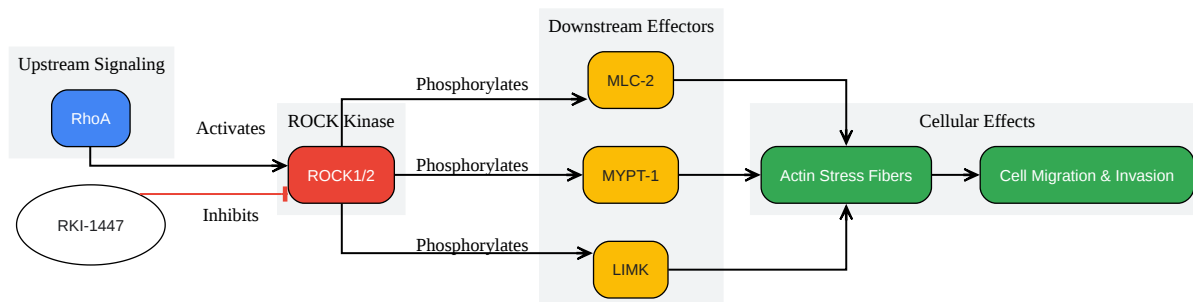 Upstream Signaling
RhoA
Activates
RKI-1447
Inhibits
ROCK Kinase
ROCK1/2
Phosphorylates
Phosphorylates
Phosphorylates
Downstream Effectors
MLC-2
MYPT-1
LIMK
Cellular Effects
Actin Stress Fibers
Cell Migration & Invasion